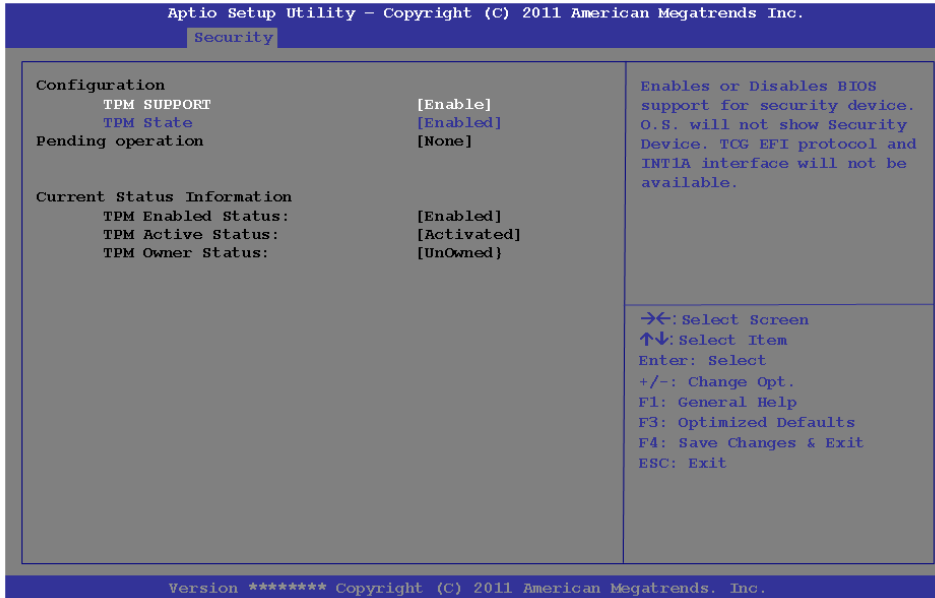 Aptio Setup Utility – Copyright (C) 2011 American Megatrends Inc.
Security
Configuration
TPM SUPPORT [Enable]
TPM State [Enabled]
Pending operation [None]
Current Status Information
TPM Enabled Status: [Enabled]
TPM Active Status: [Activated]
TPM Owner Status: [UnOwned}
Enables or Disables BIOS
support for security device.
O.S. will not show Security
Device. TCG EFI protocol and
INT1A interface will not be
available.
→←:Select Screen
↑↓:Select Item
Enter: Select
+/-: Change Opt.
F1: General Help
F3: Optimized Defaults
F4: Save Changes & Exit
ESC: Exit
Version ******** Copyright (C) 2011 American Megatrends. Inc.